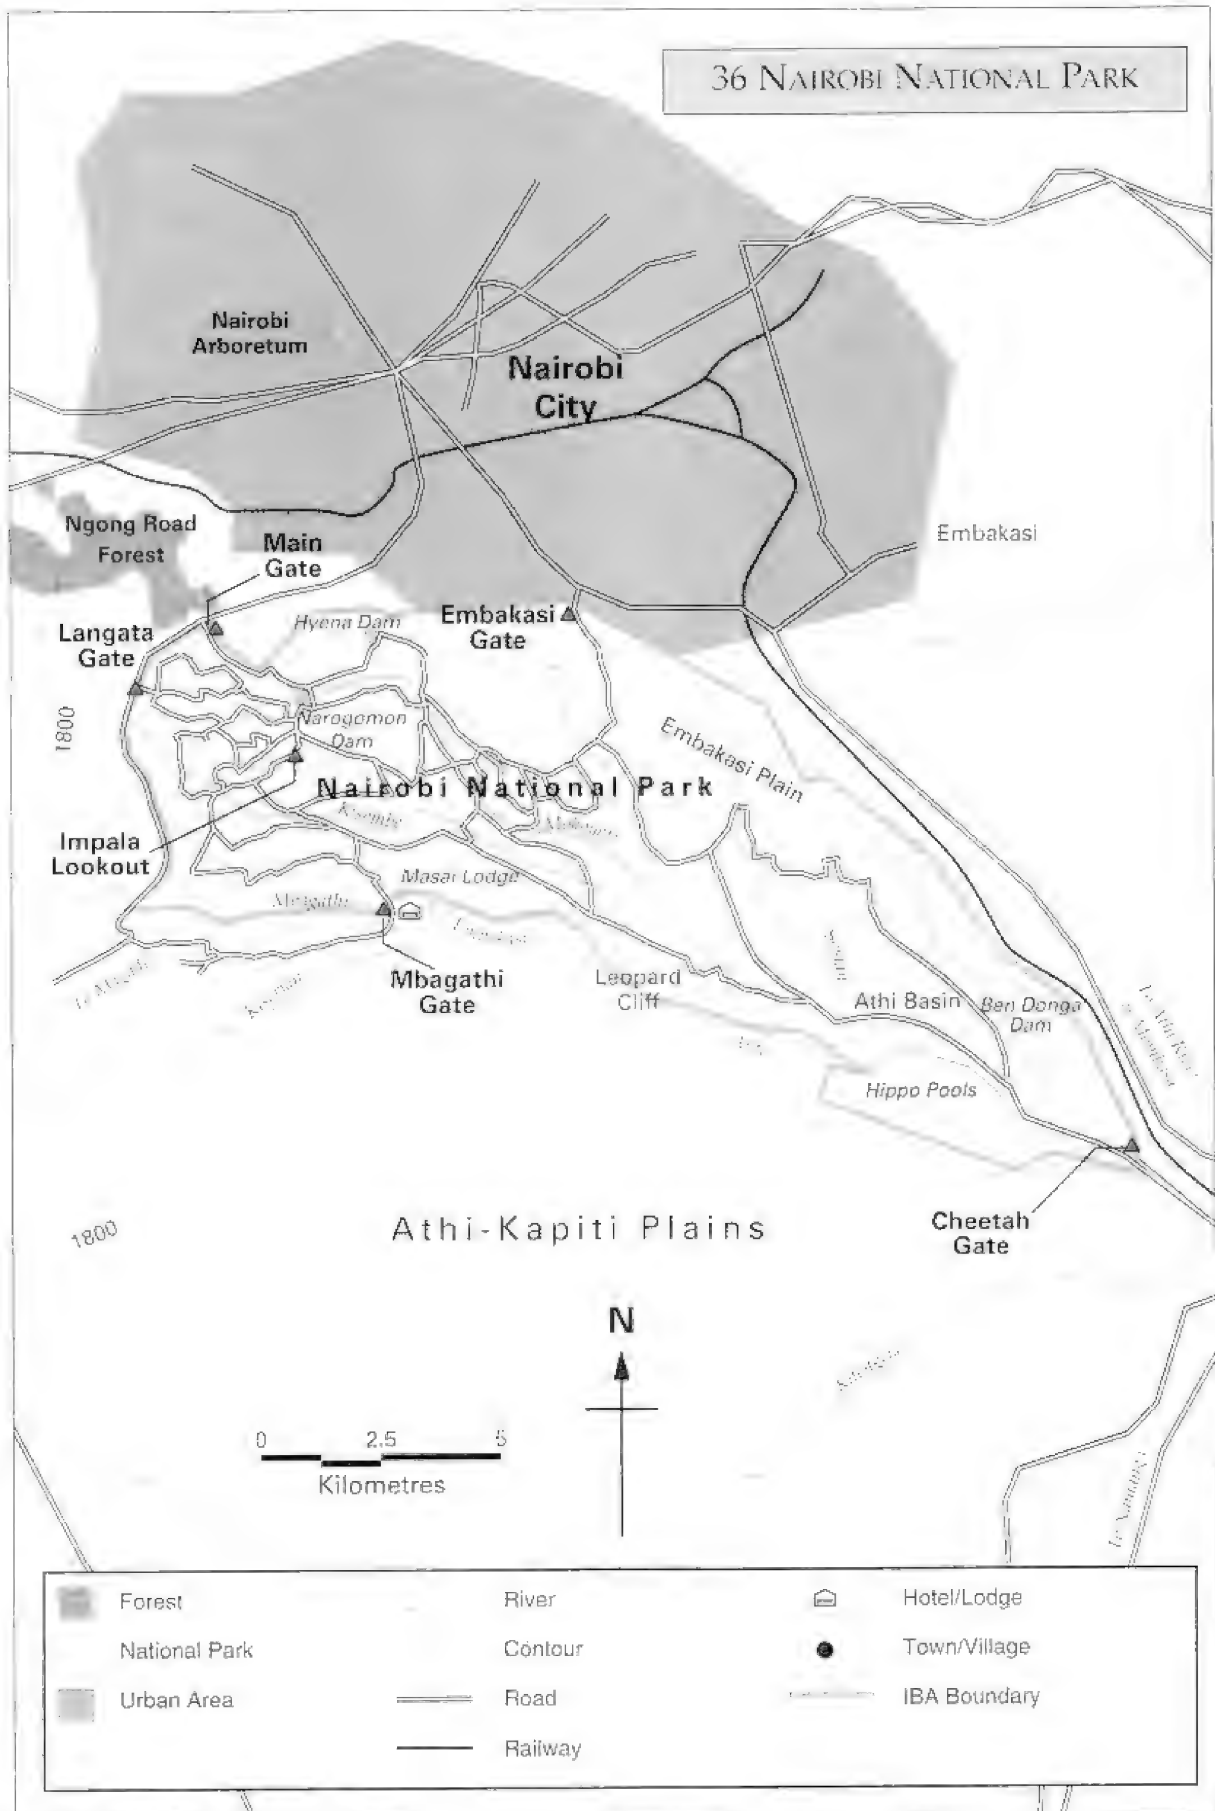 36 NAIROBI NATIONAL PARK
Nairobi
Arboretum
Nairobi
City
Ngong Road
Forest
Main
Gate
Embakasi
Langata
Gate
Hyena Dam
Embakasi
Gate
1800
Narogomon
Dam
Embakasi Plain
Nairobi National Park
Impala
Lookout
Masai Lodge
Mbagathi
Mbagathi
Gate
Leopard
Cliff
Athi Basin
Ben Donga
Dam
Hippo Pools
1800
Athi-Kapiti Plains
Cheetah
Gate
N
0 2.5 5
Kilometres
Forest
National Park
Urban Area
River
Contour
Road
Railway
Hotel/Lodge
Town/Village
IBA Boundary